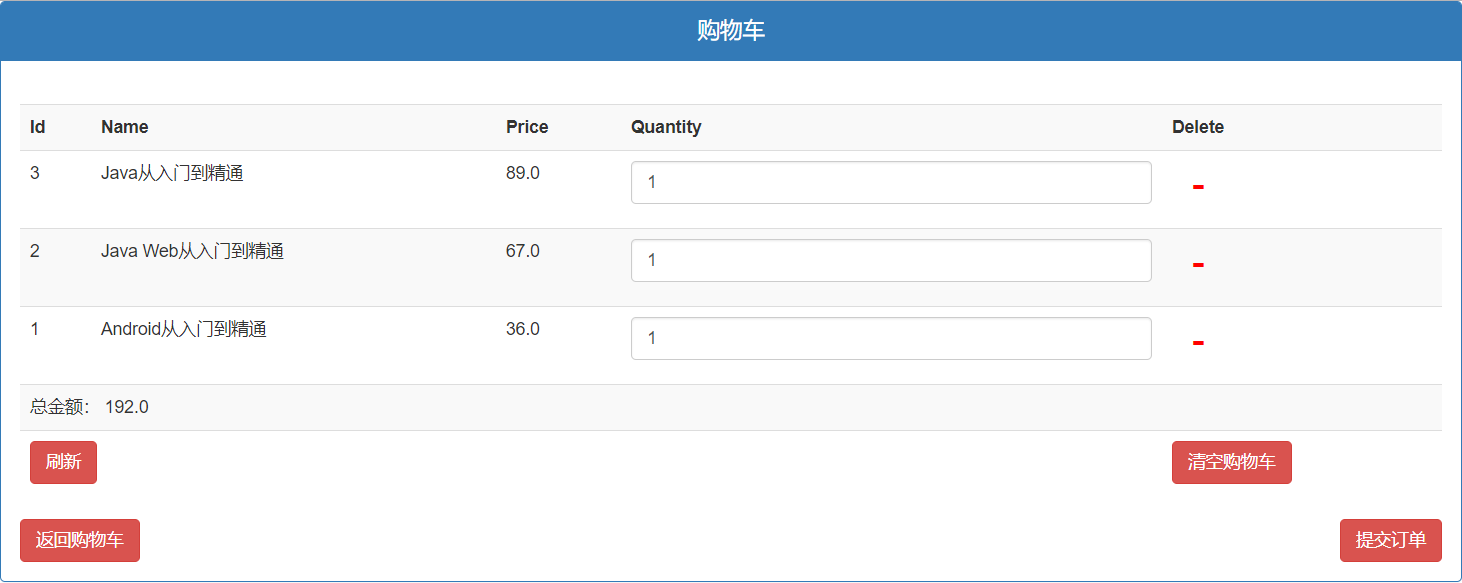 购物车
Id Name Price Quantity Delete
3 Java从入门到精通 89.0 1 -
2 Java Web从入门到精通 67.0 1 -
1 Android从入门到精通 36.0 1 -
总金额： 192.0
刷新 清空购物车
返回购物车 提交订单